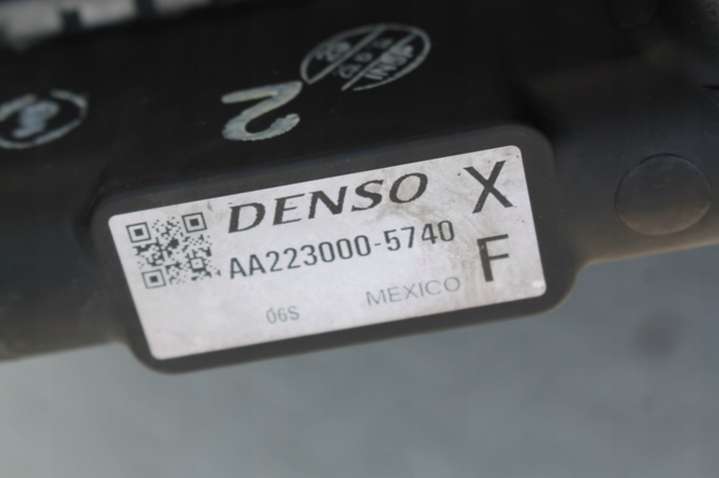 2
DENSO X
AA223000-5740 F
06S MEXICO